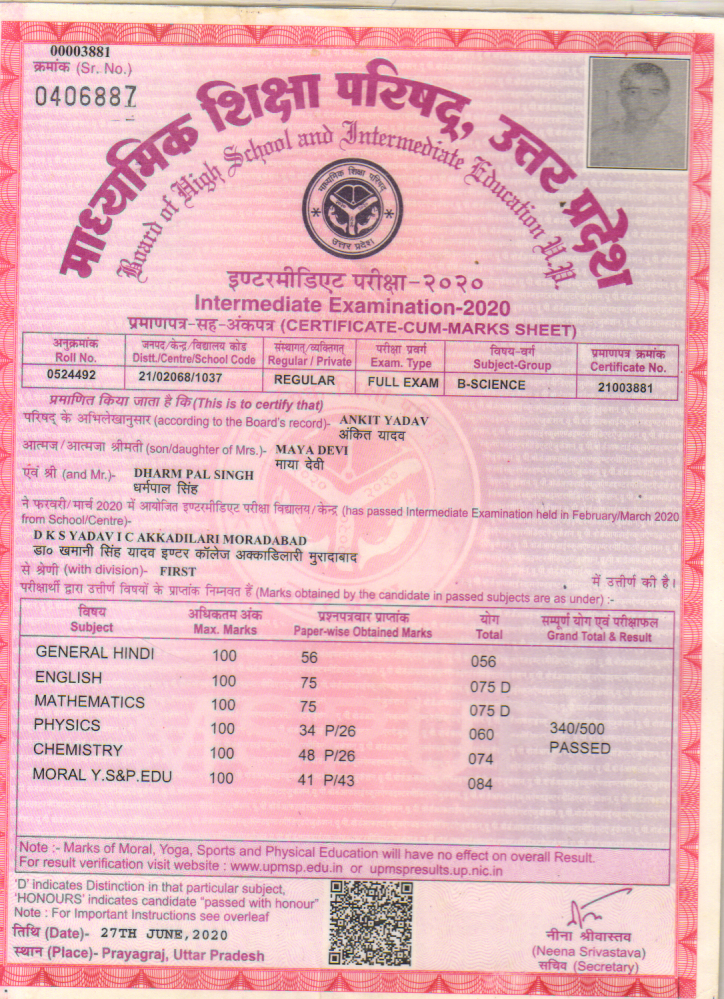 00003881
क्रमांक (Sr. No.)
0406887
माध्यमिक शिक्षा परिषद्, उत्तर प्रदेश
Board of High School and Intermediate Education U.P.
माध्यमिक शिक्षा परिषद
उत्तर प्रदेश
इण्टरमीडिएट परीक्षा-२०२०
Intermediate Examination-2020
प्रमाणपत्र-सह-अंकपत्र (CERTIFICATE-CUM-MARKS SHEET)
अनुक्रमांक जनपद/केन्द्र/विद्यालय कोड संस्थागत/व्यक्तिगत परीक्षा प्रवर्ग विषय-वर्ग प्रमाणपत्र क्रमांक
Roll No. Distt./Centre/School Code Regular / Private Exam. Type Subject-Group Certificate No.
0524492 21/02068/1037 REGULAR FULL EXAM B-SCIENCE 21003881
प्रमाणित किया जाता है कि (This is to certify that)
परिषद् के अभिलेखानुसार (according to the Board's record)- ANKIT YADAV
अंकित यादव
आत्मज/आत्मजा श्रीमती (son/daughter of Mrs.)- MAYA DEVI
माया देवी
एवं श्री (and Mr.)- DHARM PAL SINGH
धर्मपाल सिंह
ने फरवरी/मार्च 2020 में आयोजित इण्टरमीडिएट परीक्षा विद्यालय/केन्द्र (has passed Intermediate Examination held in February/March 2020
from School/Centre)-
D K S YADAV I C AKKADILARI MORADABAD
डा० खमानी सिंह यादव इण्टर कॉलेज अक्काडिलारी मुरादाबाद
से श्रेणी (with division)- FIRST में उत्तीर्ण की है।
परीक्षार्थी द्वारा उत्तीर्ण विषयों के प्राप्तांक निम्नवत हैं (Marks obtained by the candidate in passed subjects are as under) :-
विषय अधिकतम अंक प्रश्नपत्रवार प्राप्तांक योग सम्पूर्ण योग एवं परीक्षाफल
Subject Max. Marks Paper-wise Obtained Marks Total Grand Total & Result
GENERAL HINDI 100 56 056
ENGLISH 100 75 075 D
MATHEMATICS 100 75 075 D
PHYSICS 100 34 P/26 060 340/500
CHEMISTRY 100 48 P/26 074 PASSED
MORAL Y.S&P.EDU 100 41 P/43 084
Note :- Marks of Moral, Yoga, Sports and Physical Education will have no effect on overall Result.
For result verification visit website : www.upmsp.edu.in or upmspresults.up.nic.in
'D' indicates Distinction in that particular subject,
'HONOURS' indicates candidate "passed with honour"
Note : For Important Instructions see overleaf
तिथि (Date)- 27TH JUNE,2020
स्थान (Place)- Prayagraj, Uttar Pradesh
नीना श्रीवास्तव
(Neena Srivastava)
सचिव (Secretary)